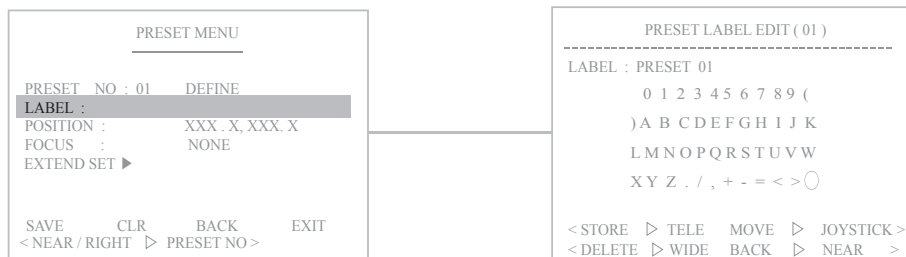 PRESET MENU
PRESET NO : 01 DEFINE
LABEL :
POSITION : XXX . X, XXX. X
FOCUS : NONE
EXTEND SET ▶
SAVE CLR BACK EXIT
< NEAR / RIGHT ▷ PRESET NO >
PRESET LABEL EDIT ( 01 )
LABEL : PRESET 01
0 1 2 3 4 5 6 7 8 9 (
) A B C D E F G H I J K
L M N O P Q R S T U V W
X Y Z . / , + - = < > ◯
< STORE ▷ TELE MOVE ▷ JOYSTICK >
< DELETE ▷ WIDE BACK ▷ NEAR >